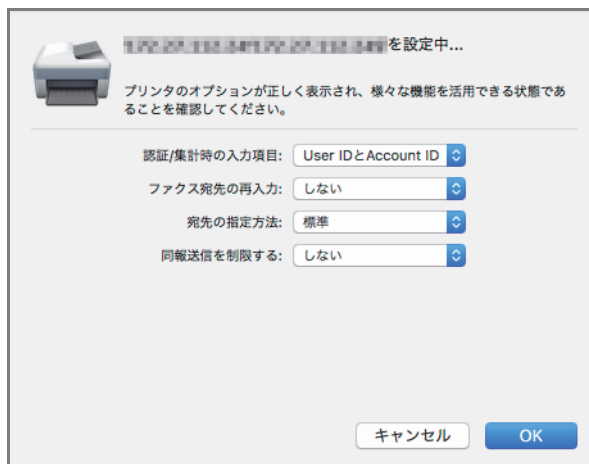 を設定中...
プリンタのオプションが正しく表示され、様々な機能を活用できる状態であ
ることを確認してください。
認証/集計時の入力項目: User IDとAccount ID
ファクス宛先の再入力: しない
宛先の指定方法: 標準
同報送信を制限する: しない
キャンセル OK